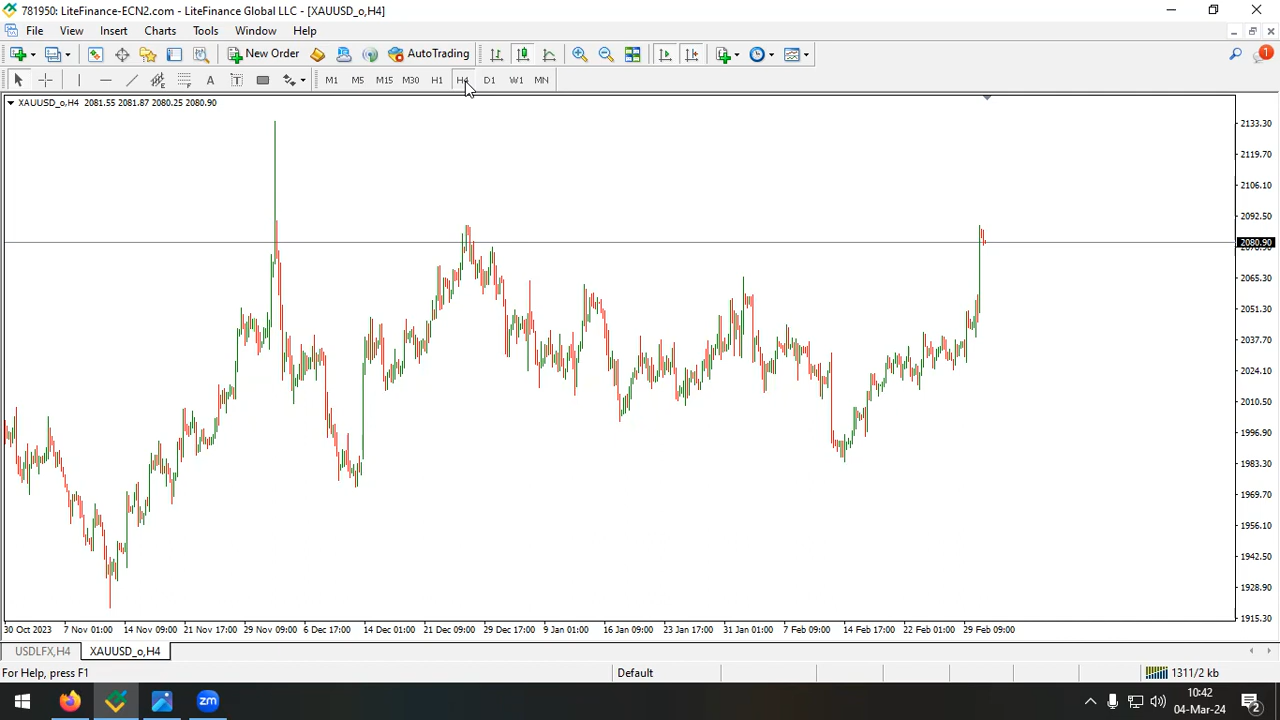 781950: LiteFinance-ECN2.com - LiteFinance Global LLC - [XAUUSD_o,H4]
File View Insert Charts Tools Window Help
New Order AutoTrading 1
A T M1 M5 M15 M30 H1 H4 D1 W1 MN
XAUUSD_o,H4 2081.55 2081.87 2080.25 2080.90
2133.30
2119.70
2106.10
2092.50
2080.90
2065.30
2051.30
2037.70
2024.10
2010.50
1996.90
1983.30
1969.70
1956.10
1942.50
1928.90
1915.30
30 Oct 2023 7 Nov 01:00 14 Nov 09:00 21 Nov 17:00 29 Nov 09:00 6 Dec 17:00 14 Dec 01:00 21 Dec 09:00 29 Dec 17:00 9 Jan 01:00 16 Jan 09:00 23 Jan 17:00 31 Jan 01:00 7 Feb 09:00 14 Feb 17:00 22 Feb 01:00 29 Feb 09:00
USDLFX,H4 XAUUSD_o,H4
For Help, press F1 Default 1311/2 kb
zm 10:42
04-Mar-24 2